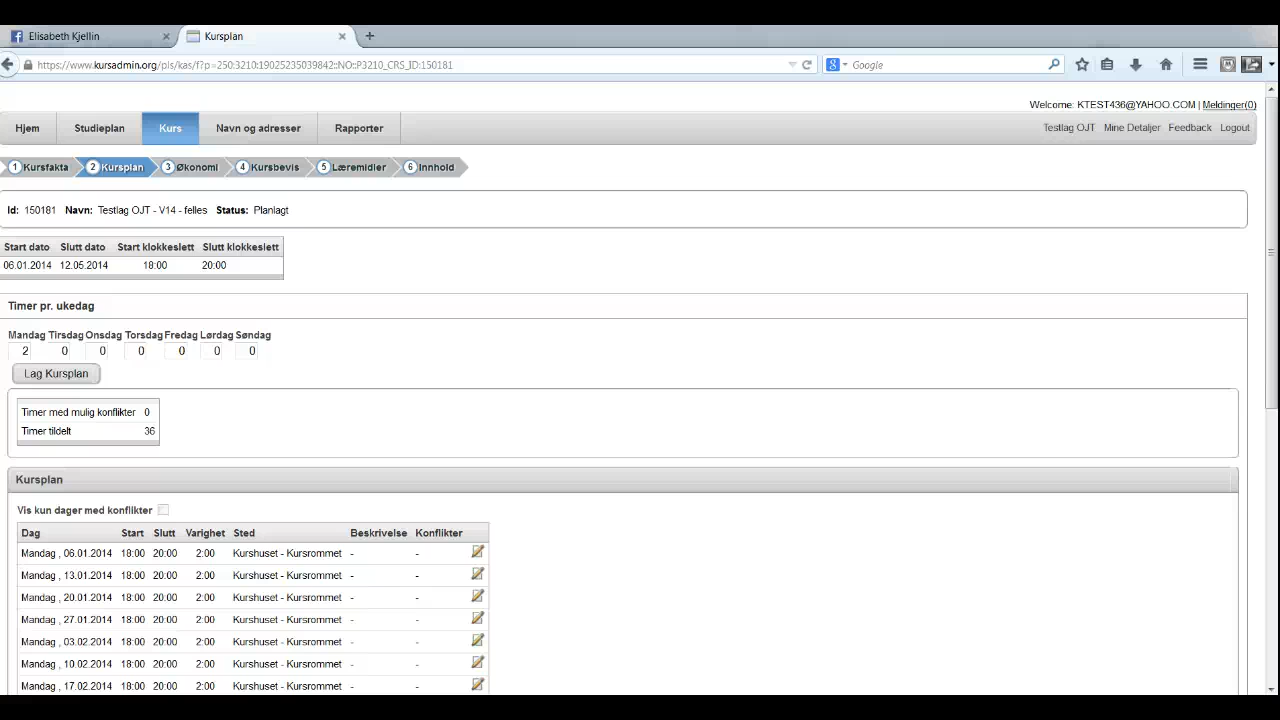 Elisabeth Kjellin
Kursplan
https://www.kursadmin.org/pls/kas/f?p=250:3210:19025235039842::NO::P3210_CRS_ID:150181
Google
Welcome: KTEST436@YAHOO.COM | Meldinger(0)
Hjem Studieplan Kurs Navn og adresser Rapporter
Testlag OJT Mine Detaljer Feedback Logout
1 Kursfakta 2 Kursplan 3 Økonomi 4 Kursbevis 5 Læremidler 6 Innhold
Id: 150181 Navn: Testlag OJT - V14 - felles Status: Planlagt
Start dato Slutt dato Start klokkeslett Slutt klokkeslett
06.01.2014 12.05.2014 18:00 20:00
Timer pr. ukedag
Mandag Tirsdag Onsdag Torsdag Fredag Lørdag Søndag
2 0 0 0 0 0 0
Lag Kursplan
Timer med mulig konflikter 0
Timer tildelt 36
Kursplan
Vis kun dager med konflikter
Dag Start Slutt Varighet Sted Beskrivelse Konflikter
Mandag , 06.01.2014 18:00 20:00 2:00 Kurshuset - Kursrommet - -
Mandag , 13.01.2014 18:00 20:00 2:00 Kurshuset - Kursrommet - -
Mandag , 20.01.2014 18:00 20:00 2:00 Kurshuset - Kursrommet - -
Mandag , 27.01.2014 18:00 20:00 2:00 Kurshuset - Kursrommet - -
Mandag , 03.02.2014 18:00 20:00 2:00 Kurshuset - Kursrommet - -
Mandag , 10.02.2014 18:00 20:00 2:00 Kurshuset - Kursrommet - -
Mandag , 17.02.2014 18:00 20:00 2:00 Kurshuset - Kursrommet - -